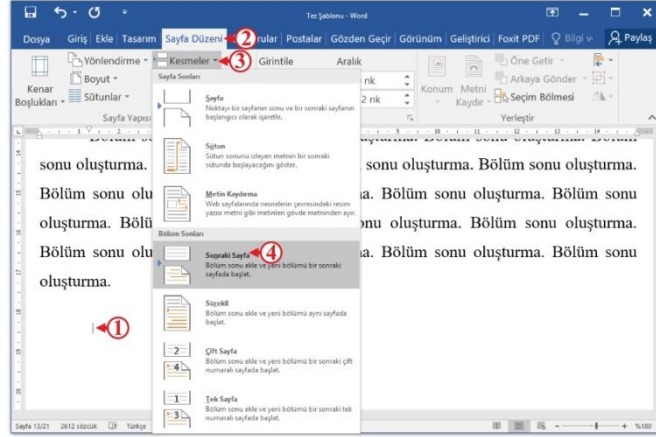 Tez Şablonu - Word
Dosya Giriş Ekle Tasarım Sayfa Düzeni 2 rular Postalar Gözden Geçir Görünüm Geliştirici Foxit PDF Bilgi v Paylaş
Yönlendirme Kesmeler 3 Girintile Aralık Öne Getir
Boyut nk Arkaya Gönder
Kenar Boşlukları Sütunlar 2 nk Konum Metni Kaydır Seçim Bölmesi
Sayfa Yapısı Yerleştir
Sayfa Sonları
Sayfa
Noktayı bir sayfanın sonu ve bir sonraki sayfanın
başlangıcı olarak işaretle.
Sütun
Sütun sonunu izleyen metnin bir sonraki
sütunda başlayacağını göster.
Metin Kaydırma
Web sayfalarında nesnelerin çevresindeki resim
yazısı metni gibi metinleri gövde metninden ayır.
Bölüm Sonları
Sonraki Sayfa 4
Bölüm sonu ekle ve yeni bölümü bir sonraki
sayfada başlat.
Sürekli
Bölüm sonu ekle ve yeni bölümü aynı sayfada
başlat.
Çift Sayfa
Bölüm sonu ekle ve yeni bölümü bir sonraki çift
numaralı sayfada başlat.
Tek Sayfa
Bölüm sonu ekle ve yeni bölümü bir sonraki tek
numaralı sayfada başlat.
sonu oluşturma. sonu oluşturma. Bölüm sonu oluşturma.
Bölüm sonu olu a. Bölüm sonu oluşturma. Bölüm sonu
oluşturma. Bölü onu oluşturma. Bölüm sonu oluşturma.
Bölüm sonu olu a. Bölüm sonu oluşturma. Bölüm sonu
oluşturma.
1
Sayfa 13/21 2612 sözcük Türkçe %180